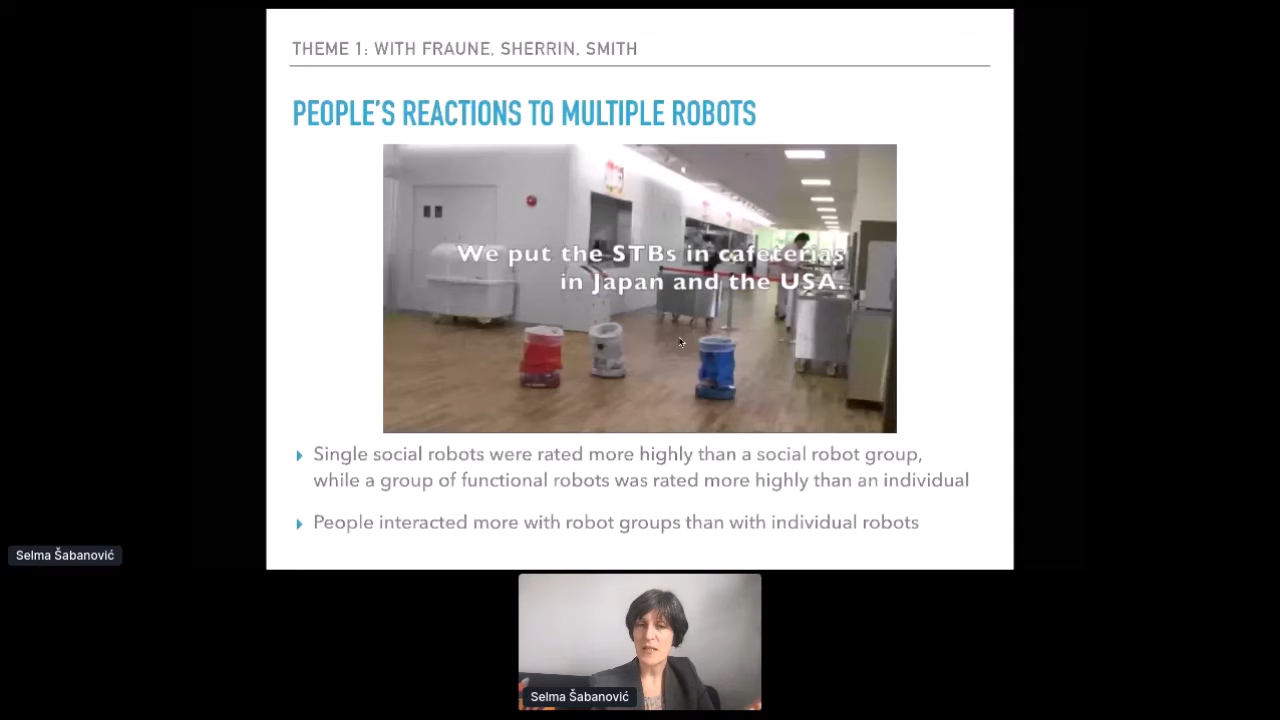 THEME 1: WITH FRAUNE, SHERRIN, SMITH
PEOPLE'S REACTIONS TO MULTIPLE ROBOTS
We put the STBs in cafeterias
in Japan and the USA.
Single social robots were rated more highly than a social robot group,
while a group of functional robots was rated more highly than an individual
People interacted more with robot groups than with individual robots
Selma Šabanović
Selma Šabanović